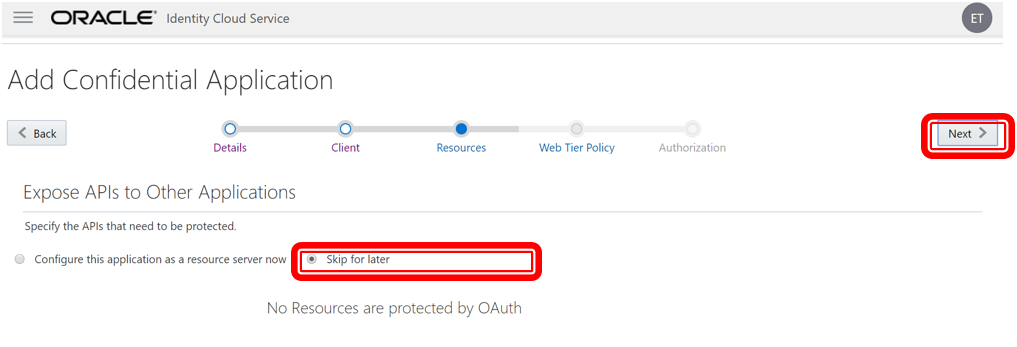 ORACLE® Identity Cloud Service
ET
Add Confidential Application
Back
Next
Details
Client
Resources
Web Tier Policy
Authorization
Expose APIs to Other Applications
Specify the APIs that need to be protected.
Configure this application as a resource server now
Skip for later
No Resources are protected by OAuth